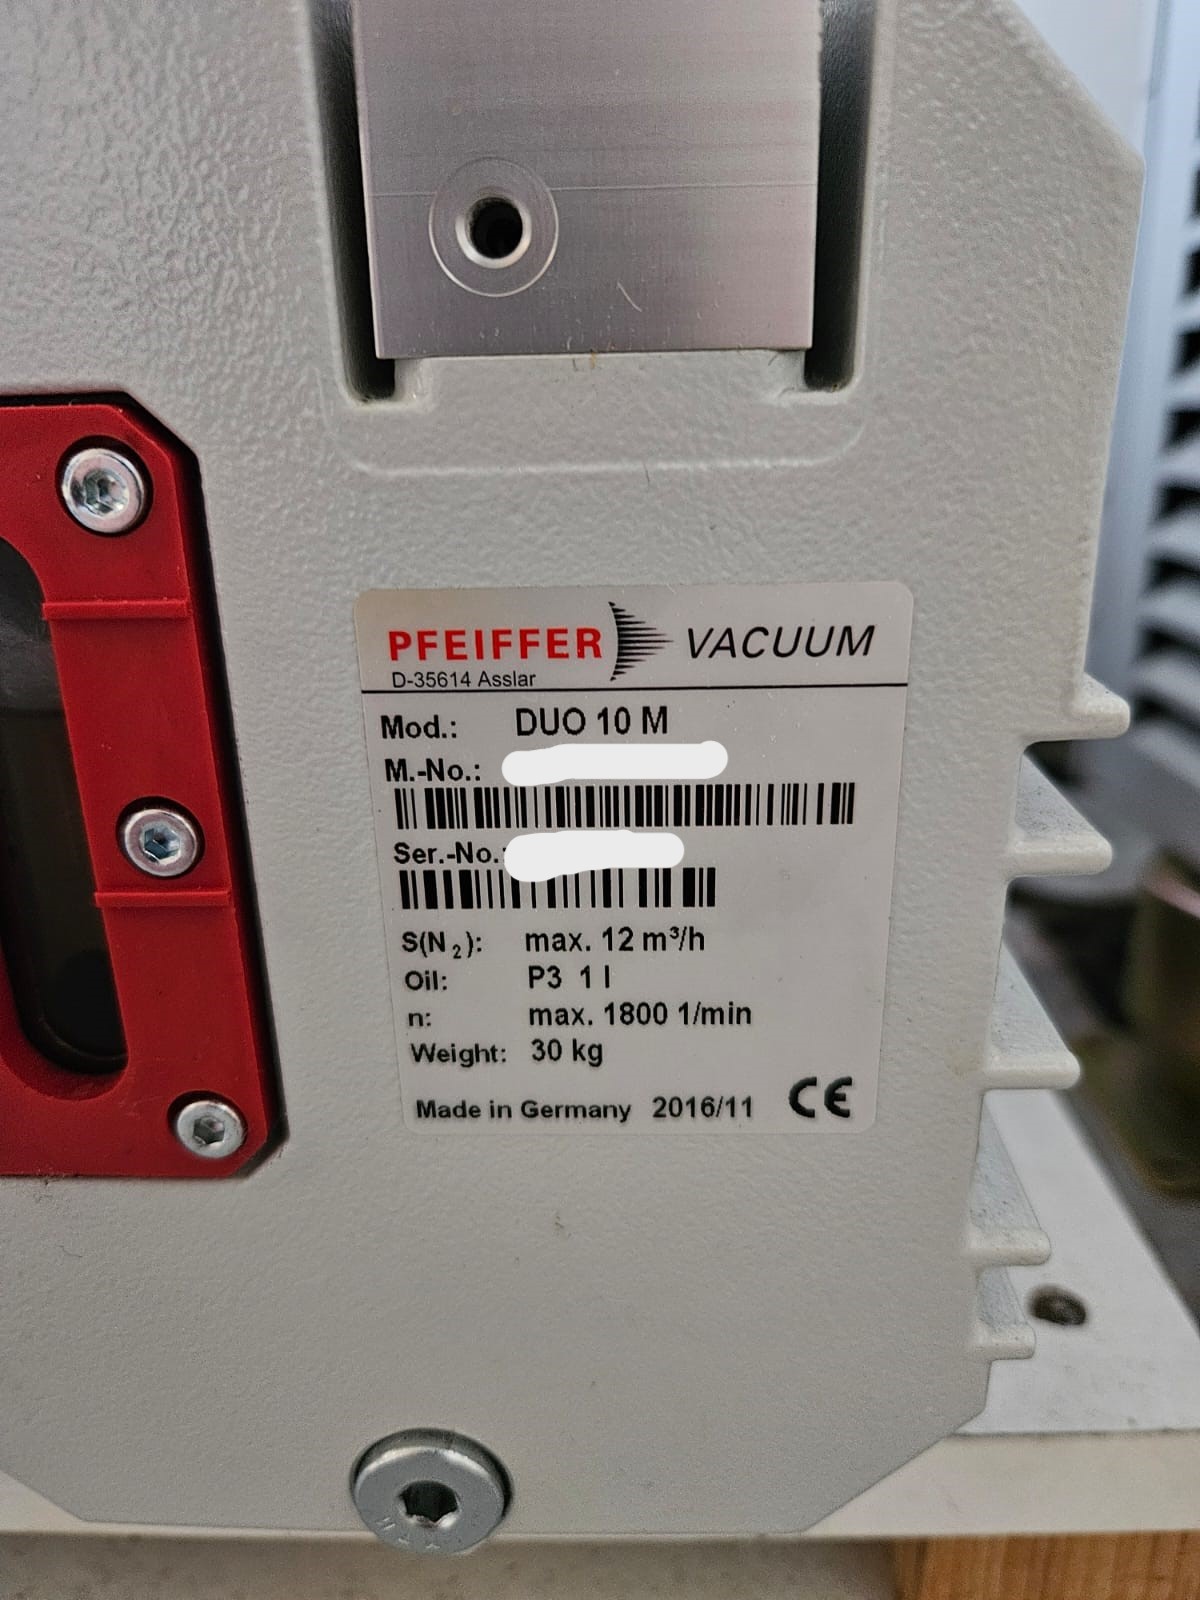 PFEIFFER VACUUM
D-35614 Asslar
Mod.: DUO 10 M
M.-No.:
Ser.-No.:
S(N₂): max. 12 m³/h
Oil: P3 1 l
n: max. 1800 1/min
Weight: 30 kg
Made in Germany 2016/11 CE